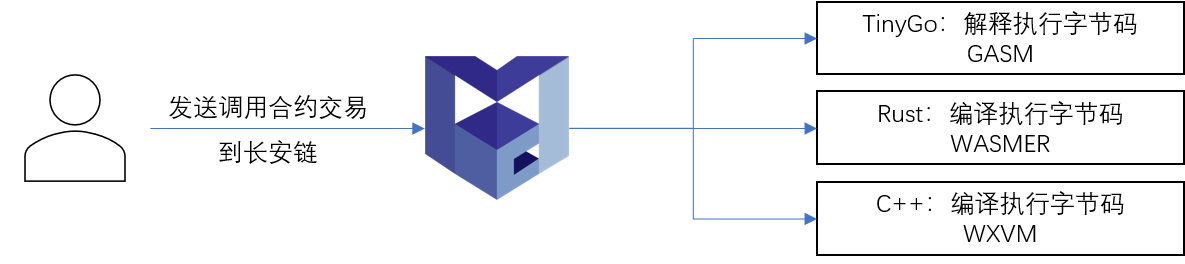 发送调用合约交易
到长安链
TinyGo：解释执行字节码
GASM
Rust：编译执行字节码
WASMER
C++：编译执行字节码
WXVM